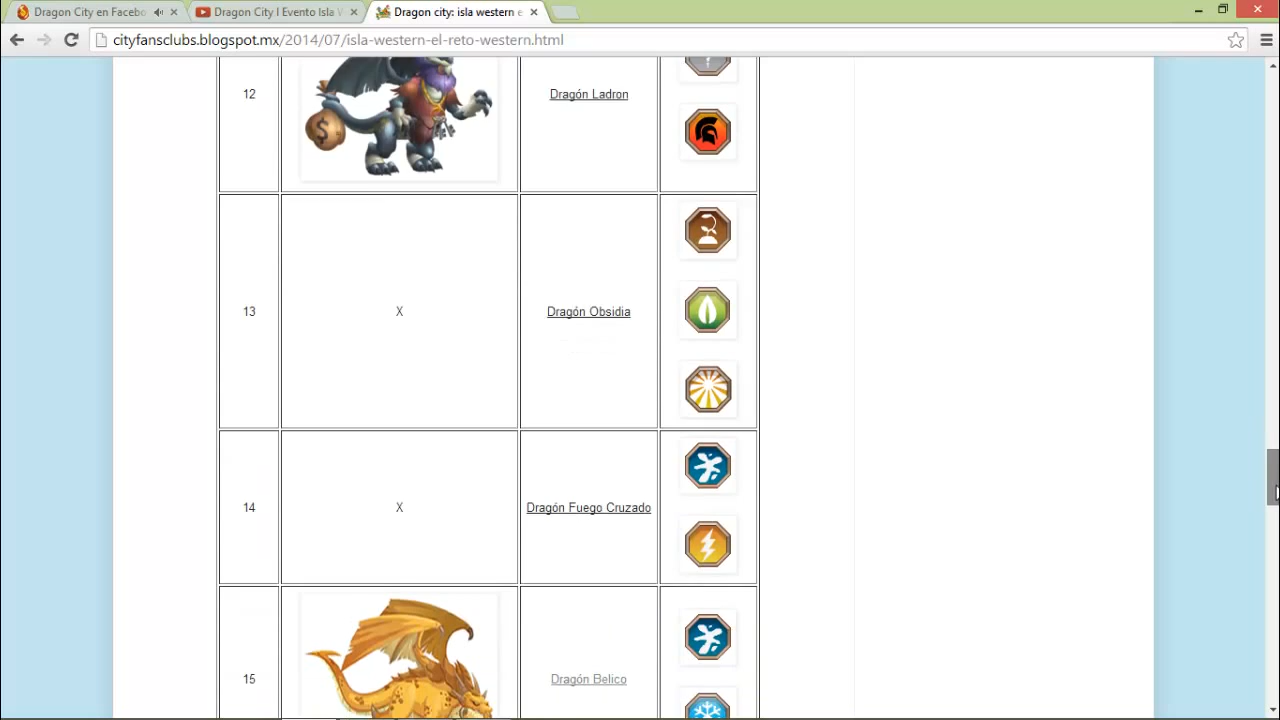 Dragon City en Facebo
Dragon City l Evento Isla V
Dragon city: isla western e
cityfansclubs.blogspot.mx/2014/07/isla-western-el-reto-western.html
12
$
Dragón Ladron
13
X
Dragón Obsidia
14
X
Dragón Fuego Cruzado
15
Dragón Belico